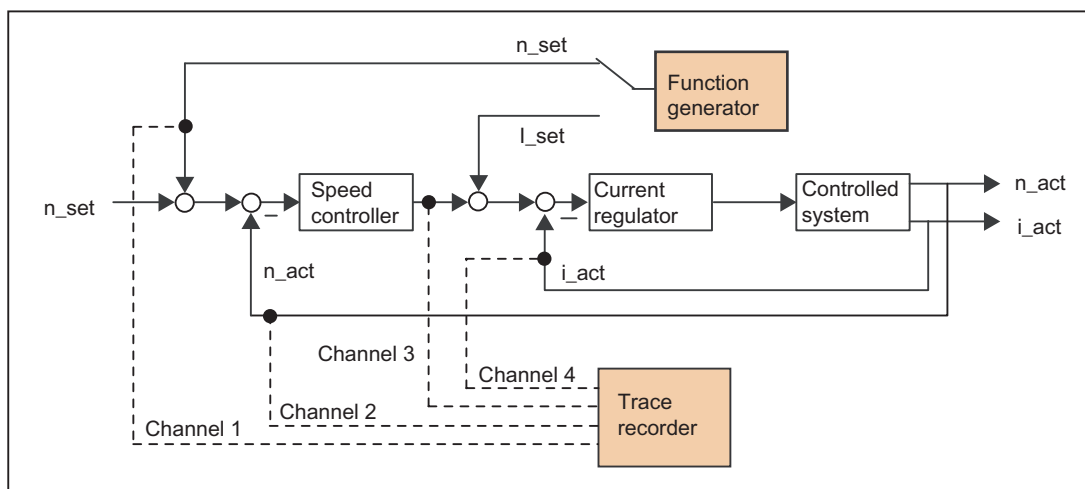 n_set
Function
generator
I_set
n_set
Speed
controller
Current
regulator
Controlled
system
n_act
i_act
n_act
i_act
Channel 3
Channel 4
Channel 2
Channel 1
Trace
recorder